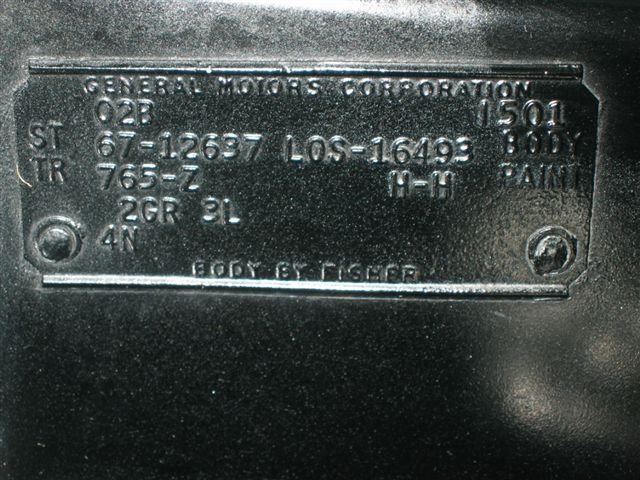 GENERAL MOTORS CORPORATION
02B 1501
ST 67-12637 LOS-16493 BODY
TR 765-Z H-H PAINT
2GR 3L
4N
BODY BY FISHER